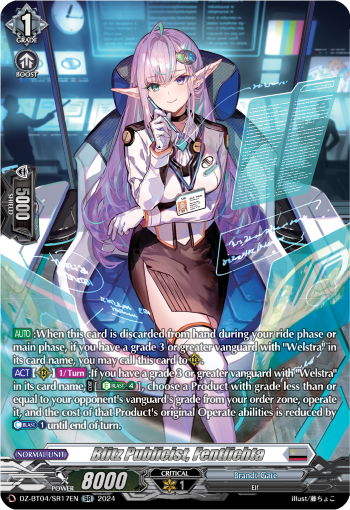 1
GRADE
BOOST
5000
SHIELD
AUTO :When this card is discarded from hand during your ride phase or
main phase, if you have a grade 3 or greater vanguard with "Welstra" in
its card name, you may call this card to .
ACT 1/Turn :If you have a grade 3 or greater vanguard with "Welstra"
in its card name, [ BLAST 4], choose a Product with grade less than or
equal to your opponent's vanguard's grade from your order zone, operate
it, and the cost of that Product's original Operate abilities is reduced by
BLAST 1 until end of turn.
NORMAL UNIT
Blitz Publicist, Fentlichta
POWER 8000
CRITICAL
1
Brandt Gate
Elf
DZ-BT04/SR17EN SR 2024
illust/藤ちょこ